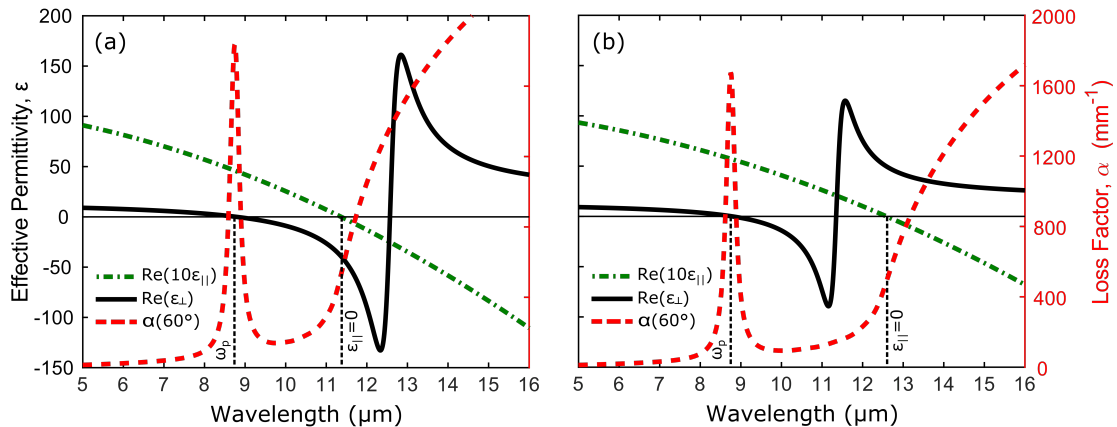 (a)
200
150
100
50
0
-50
-100
-150
Effective Permittivity, ε
Re(10ε||)
Re(ε⊥)
α(60°)
ωp
ε||=0
5 6 7 8 9 10 11 12 13 14 15 16
Wavelength (μm)
(b)
Re(10ε||)
Re(ε⊥)
α(60°)
ωp
ε||=0
5 6 7 8 9 10 11 12 13 14 15 16
Wavelength (μm)
2000
1600
1200
800
400
0
Loss Factor, α (mm⁻¹)